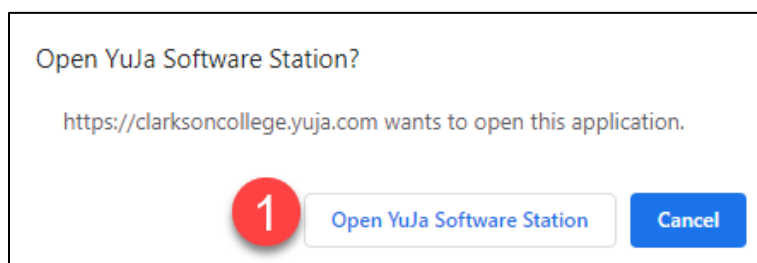 Open YuJa Software Station?
https://clarksoncollege.yuja.com wants to open this application.
1 Open YuJa Software Station Cancel